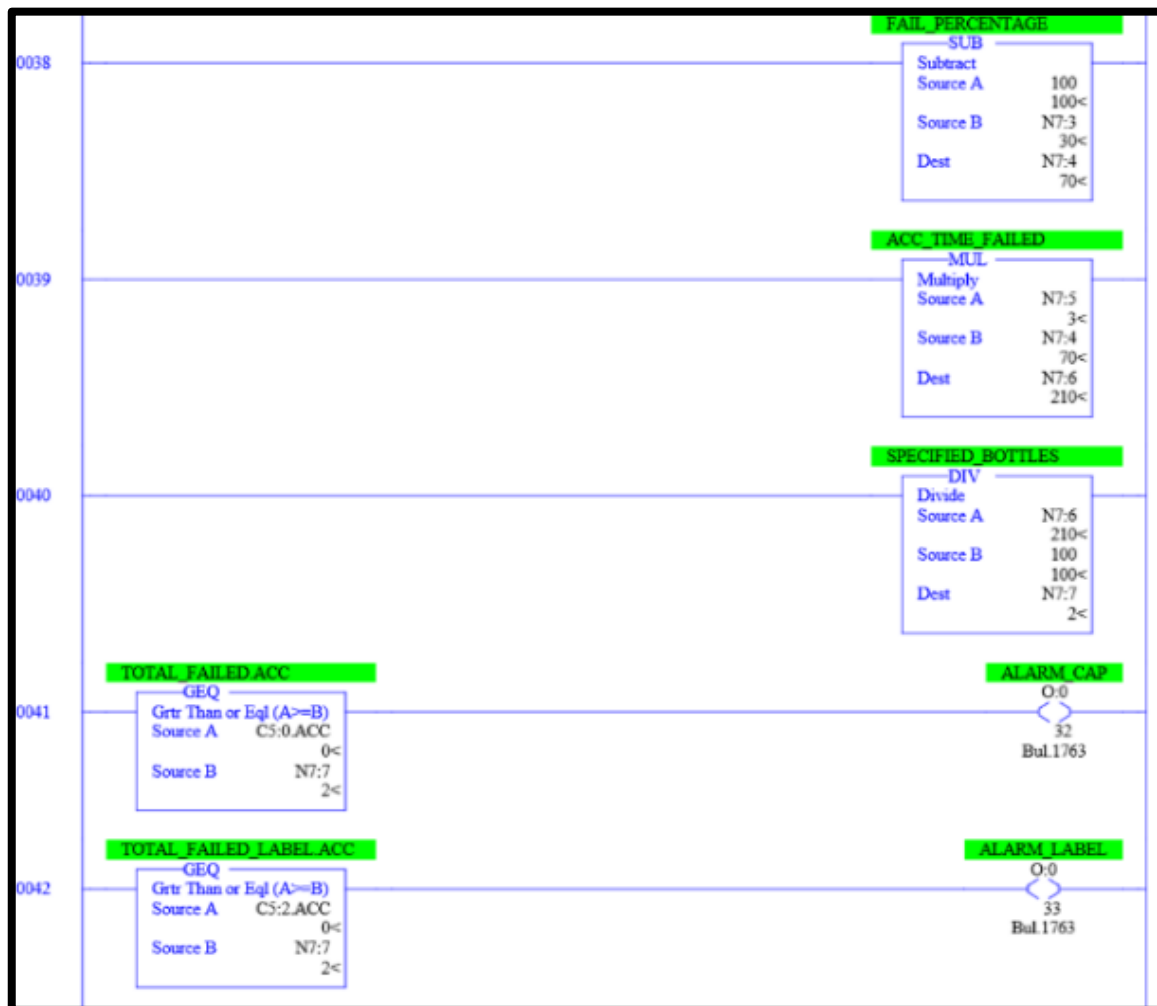 FAIL_PERCENTAGE
SUB
0038
Subtract
Source A 100
100<
Source B N7:3
30<
Dest N7:4
70<
ACC_TIME_FAILED
MUL
0039
Multiply
Source A N7:5
3<
Source B N7:4
70<
Dest N7:6
210<
SPECIFIED_BOTTLES
DIV
0040
Divide
Source A N7:6
210<
Source B 100
100<
Dest N7:7
2<
TOTAL_FAILED.ACC ALARM_CAP
GEQ O:0
0041
Grtr Than or Eql (A>=B)
Source A C5:0.ACC 32
0< Bul.1763
Source B N7:7
2<
TOTAL_FAILED_LABEL.ACC ALARM_LABEL
GEQ O:0
0042
Grtr Than or Eql (A>=B)
Source A C5:2.ACC 33
0< Bul.1763
Source B N7:7
2<